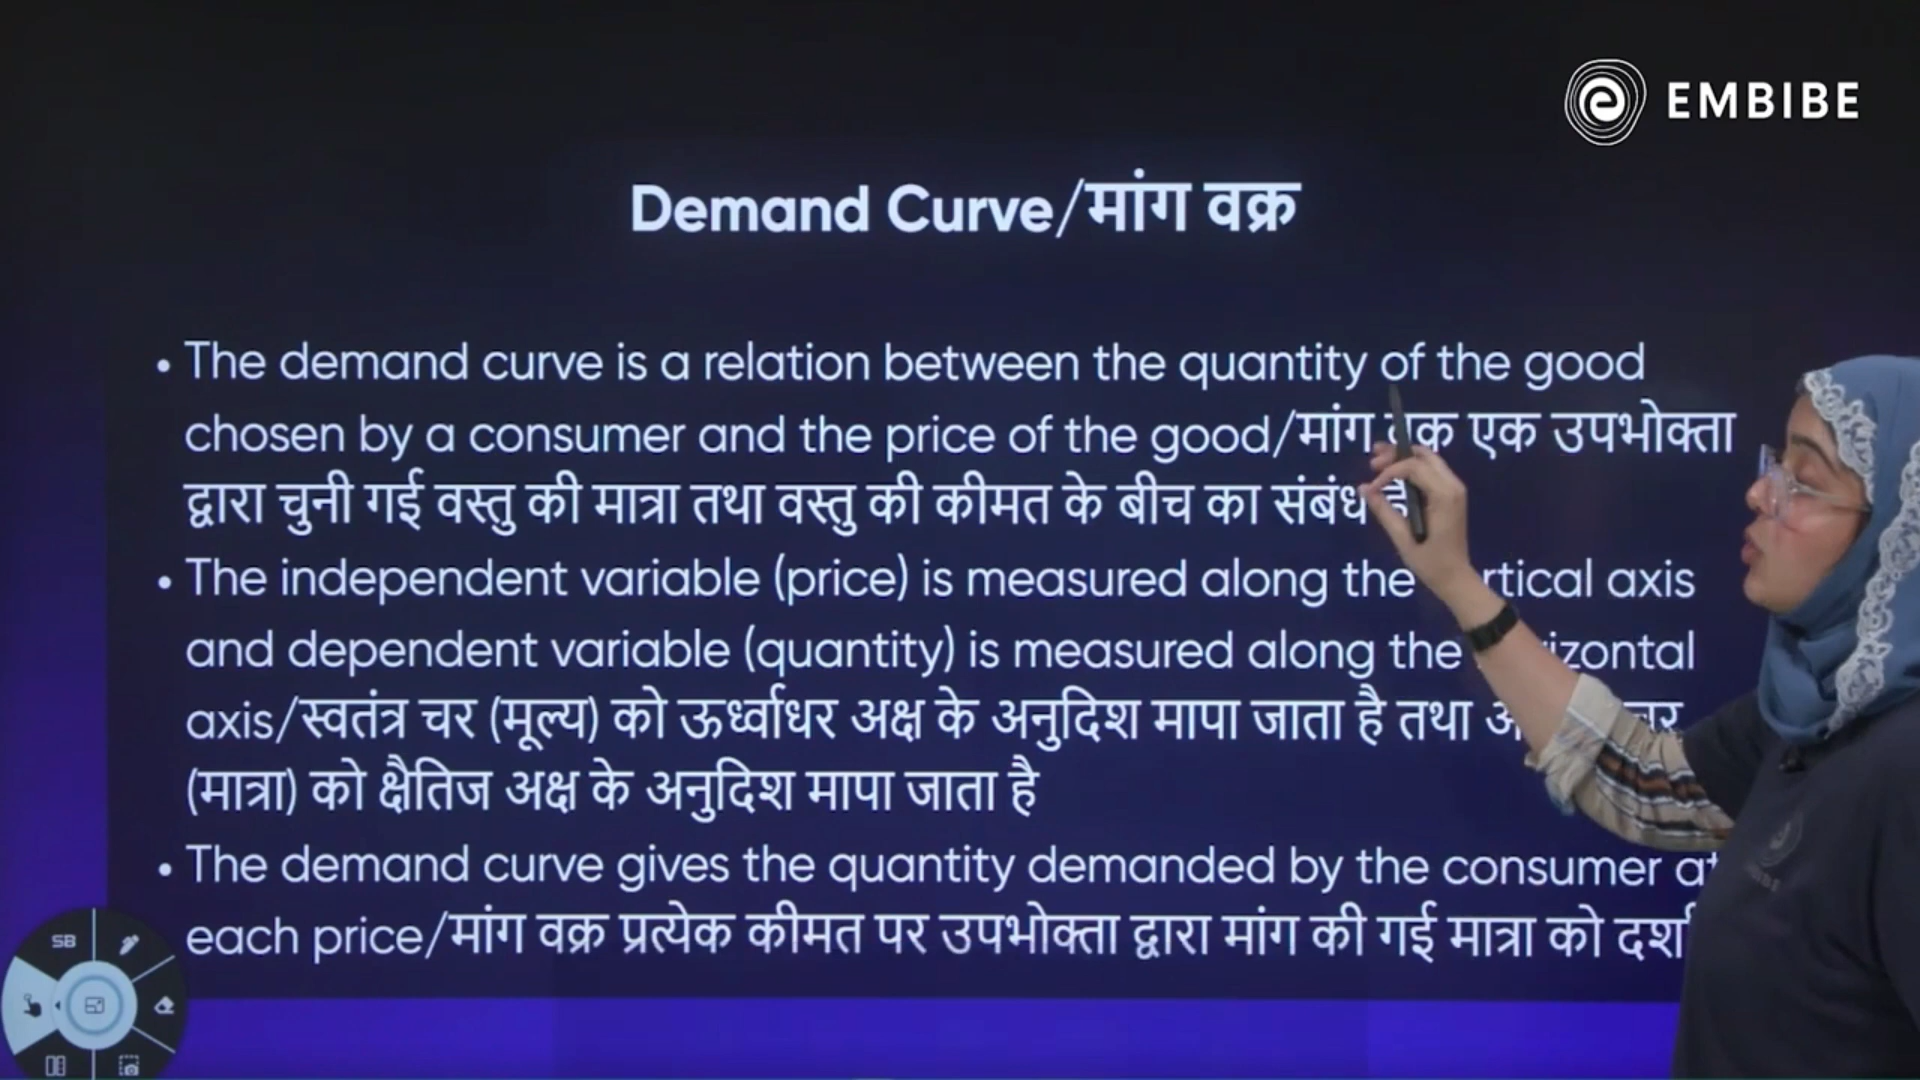 EMBIBE
Demand Curve/मांग वक्र
• The demand curve is a relation between the quantity of the good
chosen by a consumer and the price of the good/मांग एक उपभोक्ता
द्वारा चुनी गई वस्तु की मात्रा तथा वस्तु की कीमत के बीच का संबंध
• The independent variable (price) is measured along the axis
and dependent variable (quantity) is measured along the
axis/स्वतंत्र चर (मूल्य) को ऊर्ध्वाधर अक्ष के अनुदिश मापा जाता है तथा
(मात्रा) को क्षैतिज अक्ष के अनुदिश मापा जाता है
• The demand curve gives the quantity demanded by the consumer at
each price/मांग वक्र प्रत्येक कीमत पर उपभोक्ता द्वारा मांग की गई मात्रा को
SB